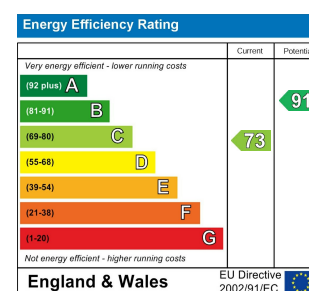 Energy Efficiency Rating
Current
Very energy efficient - lower running costs
(92 plus) A
(81-91) B
91
(69-80) C
73
(55-68) D
(39-54) E
(21-38) F
(1-20) G
Not energy efficient - higher running costs
England & Wales
EU Directive
2002/91/EC